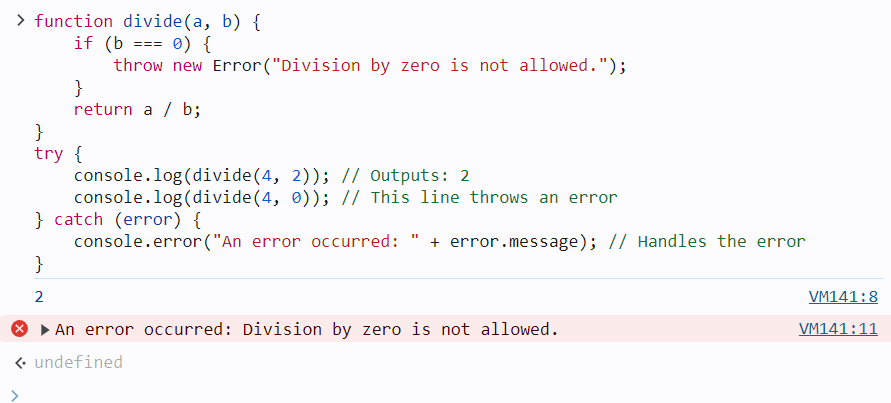 function divide(a, b) {
    if (b === 0) {
        throw new Error("Division by zero is not allowed.");
    }
    return a / b;
}
try {
    console.log(divide(4, 2)); // Outputs: 2
    console.log(divide(4, 0)); // This line throws an error
} catch (error) {
    console.error("An error occurred: " + error.message); // Handles the error
}
2 VM141:8
An error occurred: Division by zero is not allowed. VM141:11
undefined